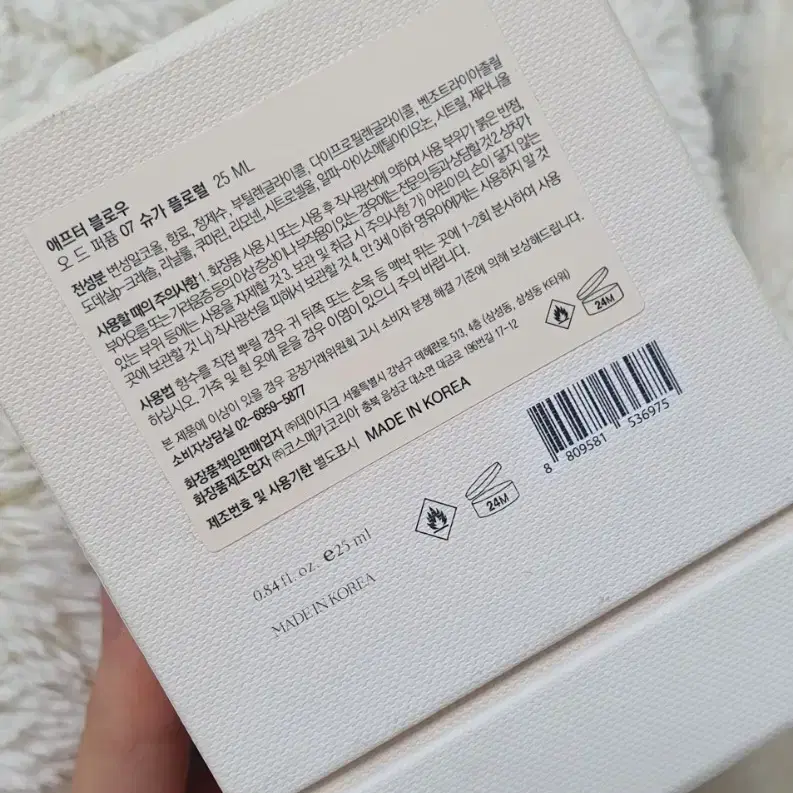 애프터 블로우
오 드 퍼퓸 07 슈가 플로럴 25 ML
전성분 변성알코올, 향료, 정제수, 부틸렌글라이콜, 다이프로필렌글라이콜, 벤조트라이아졸릴
도데실p-크레솔, 리날룰, 쿠마린, 리모넨, 시트로넬올, 알파-아이소메틸아이오논, 시트랄, 제라니올
사용할 때의 주의사항 1. 화장품 사용 시 또는 사용 후 직사광선에 의하여 사용 부위가 붉은 반점,
부어오름 또는 가려움증 등의 이상 증상이나 부작용이 있는 경우에는 전문의 등과 상담할 것 2. 상처가
있는 부위 등에는 사용을 자제할 것 3. 보관 및 취급 시 주의사항 가) 어린이의 손이 닿지 않는
곳에 보관할 것 나) 직사광선을 피해서 보관할 것 4. 만 3세 이하 영유아에게는 사용하지 말 것
사용법 향수를 직접 뿌릴 경우 귀 뒤쪽 또는 손목 등 맥박 뛰는 곳에 1~2회 분사하여 사용
하십시오. 가죽 및 흰 옷에 묻을 경우 이염이 있으니 주의 바랍니다.
본 제품에 이상이 있을 경우 공정거래위원회 고시 소비자 분쟁 해결 기준에 의해 보상해드립니다.
소비자상담실 02-6959-5877
화장품책임판매업자 ㈜데이지크 서울특별시 강남구 테헤란로 513, 4층 (삼성동, 삼성동 K타워)
화장품제조업자 ㈜코스메카코리아 충북 음성군 대소면 대금로 196번길 17-12
제조번호 및 사용기한 별도표시 MADE IN KOREA
24M
8 809581 536975
24M
0.84 fl. oz. ℮25 ml
MADE IN KOREA